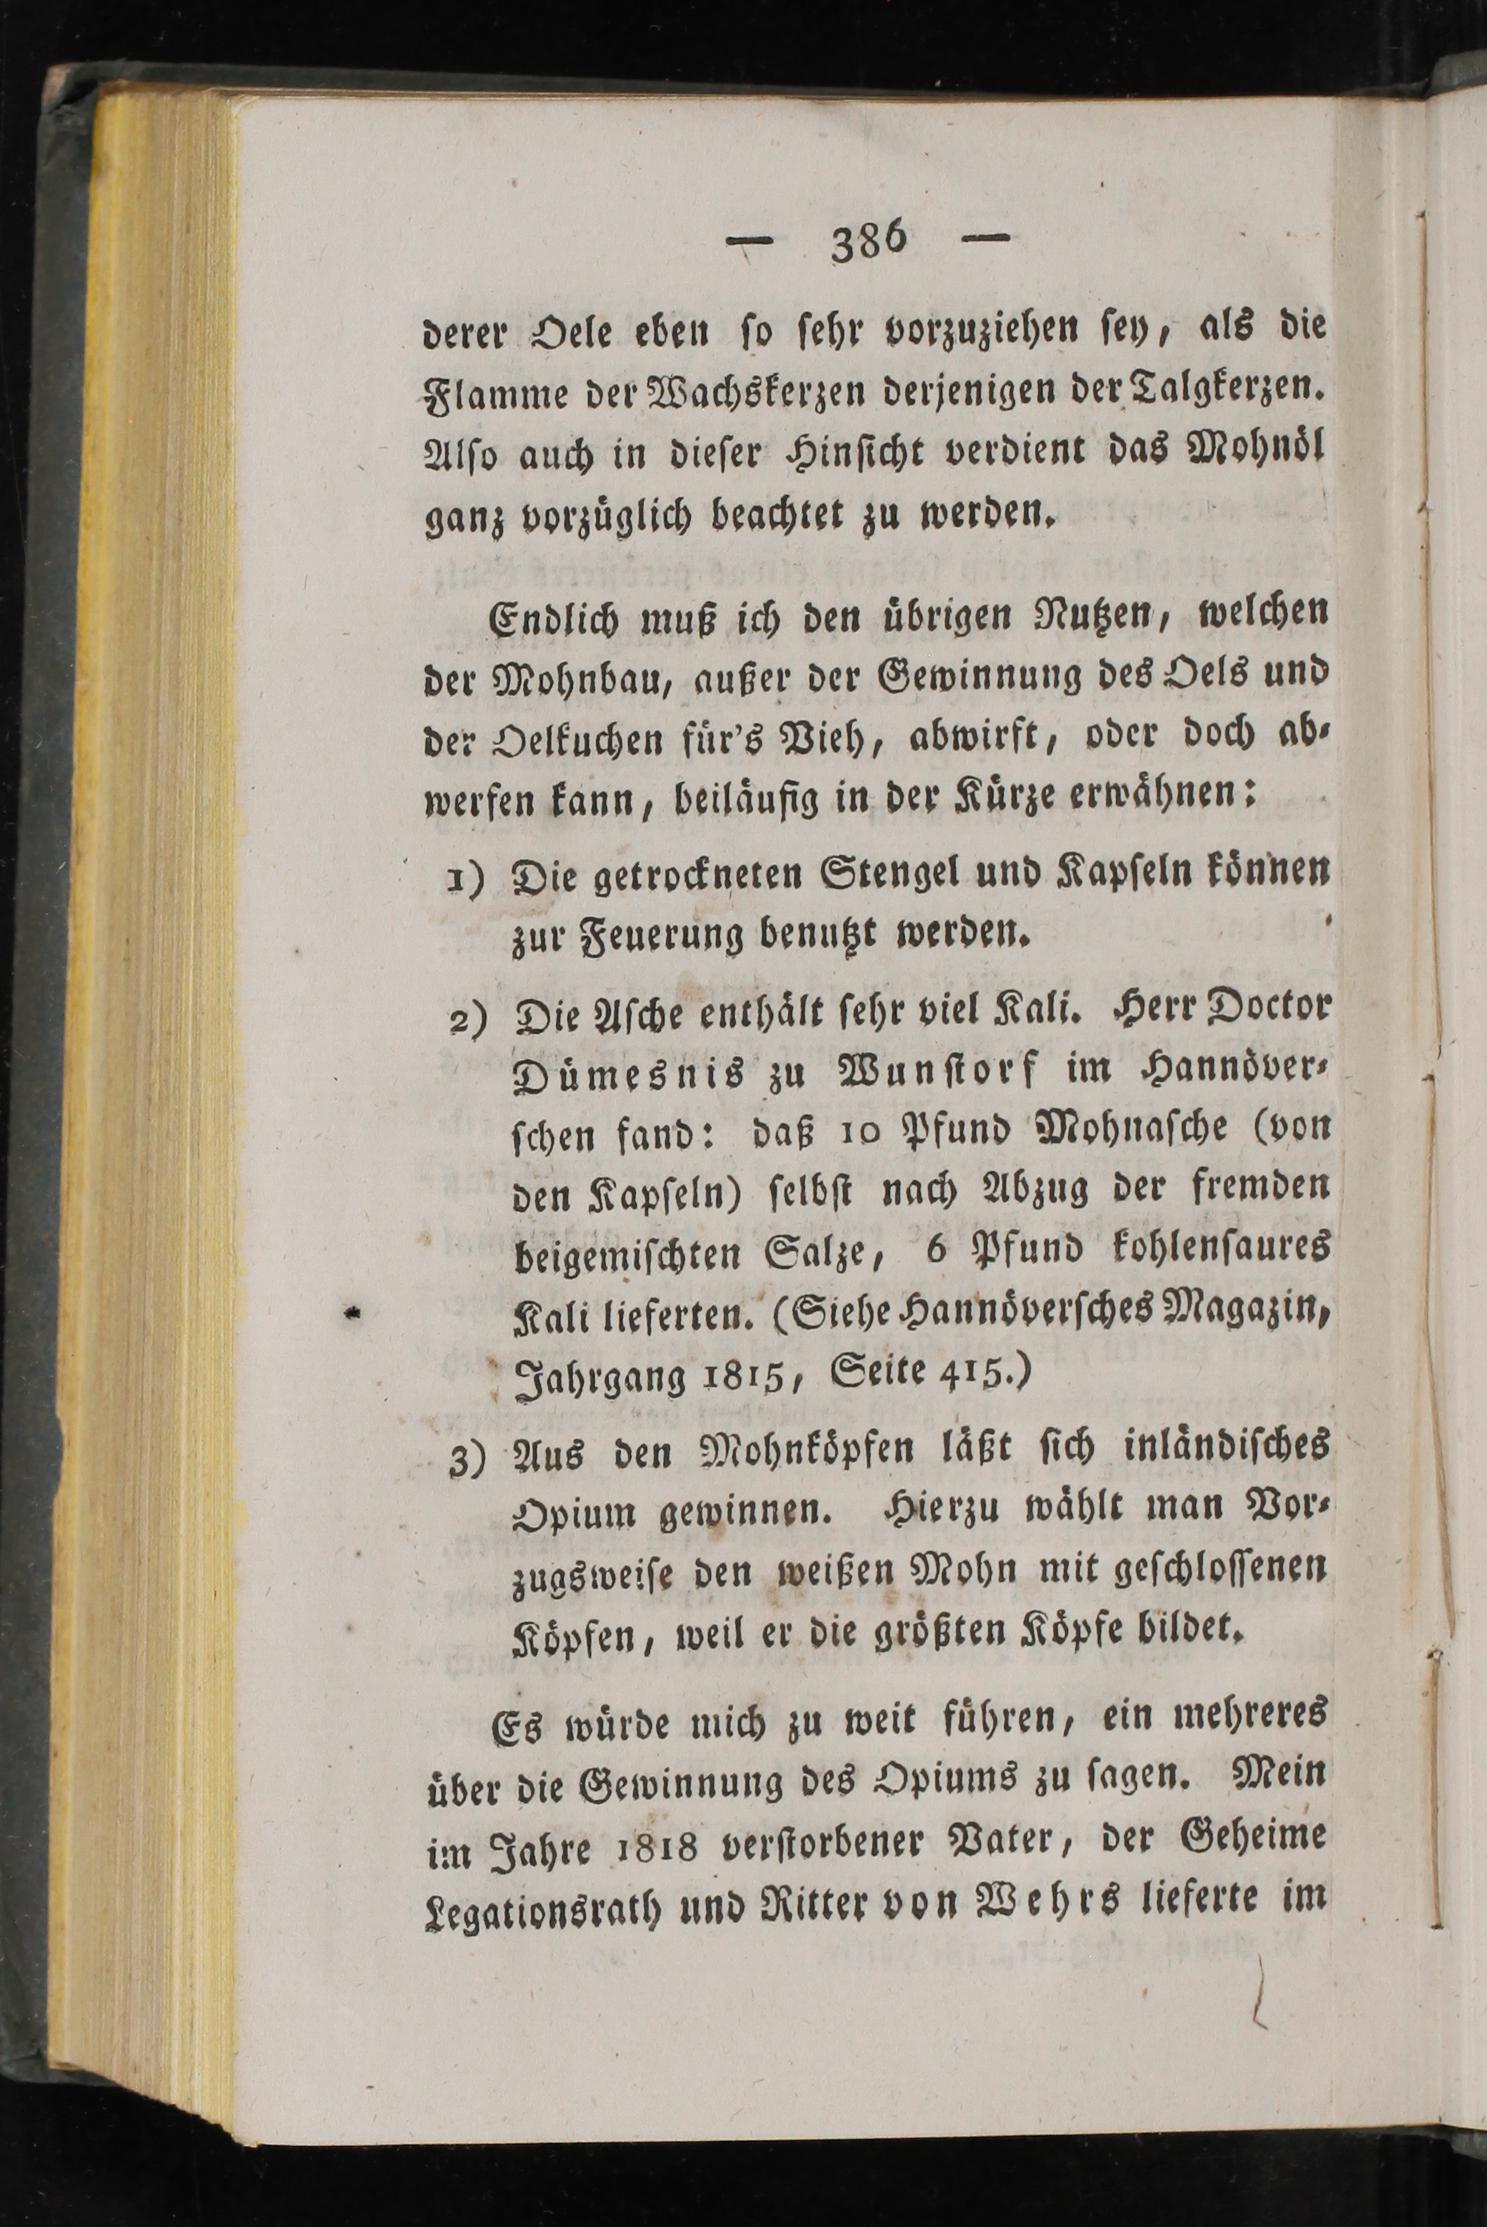 — 386 —
derer Oele eben ſo ſehr vorzuziehen ſey, als die
Flamme der Wachskerzen derjenigen der Talgkerzen.
Alſo auch in dieſer Hinſicht verdient das Mohnöl
ganz vorzüglich beachtet zu werden.
Endlich muß ich den übrigen Nutzen, welchen
der Mohnbau, außer der Gewinnung des Oels und
der Oelkuchen für's Vieh, abwirft, oder doch ab⸗
werfen kann, beiläufig in der Kürze erwähnen:
1) Die getrockneten Stengel und Kapſeln können
zur Feuerung benutzt werden.
2) Die Aſche enthält ſehr viel Kali. Herr Doctor
Dümesnis zu Wunſtorf im Hannöver⸗
ſchen fand: daß 10 Pfund Mohnaſche (von
den Kapſeln) ſelbſt nach Abzug der fremden
beigemiſchten Salze, 6 Pfund kohlenſaures
Kali lieferten. (Siehe Hannöverſches Magazin,
Jahrgang 1815, Seite 415.)
3) Aus den Mohnköpfen läßt ſich inländiſches
Opium gewinnen. Hierzu wählt man Vor⸗
zugsweiſe den weißen Mohn mit geſchloſſenen
Köpfen, weil er die größten Köpfe bildet.
Es würde mich zu weit führen, ein mehreres
über die Gewinnung des Opiums zu ſagen. Mein
im Jahre 1818 verſtorbener Vater, der Geheime
Legationsrath und Ritter von Wehrs lieferte im